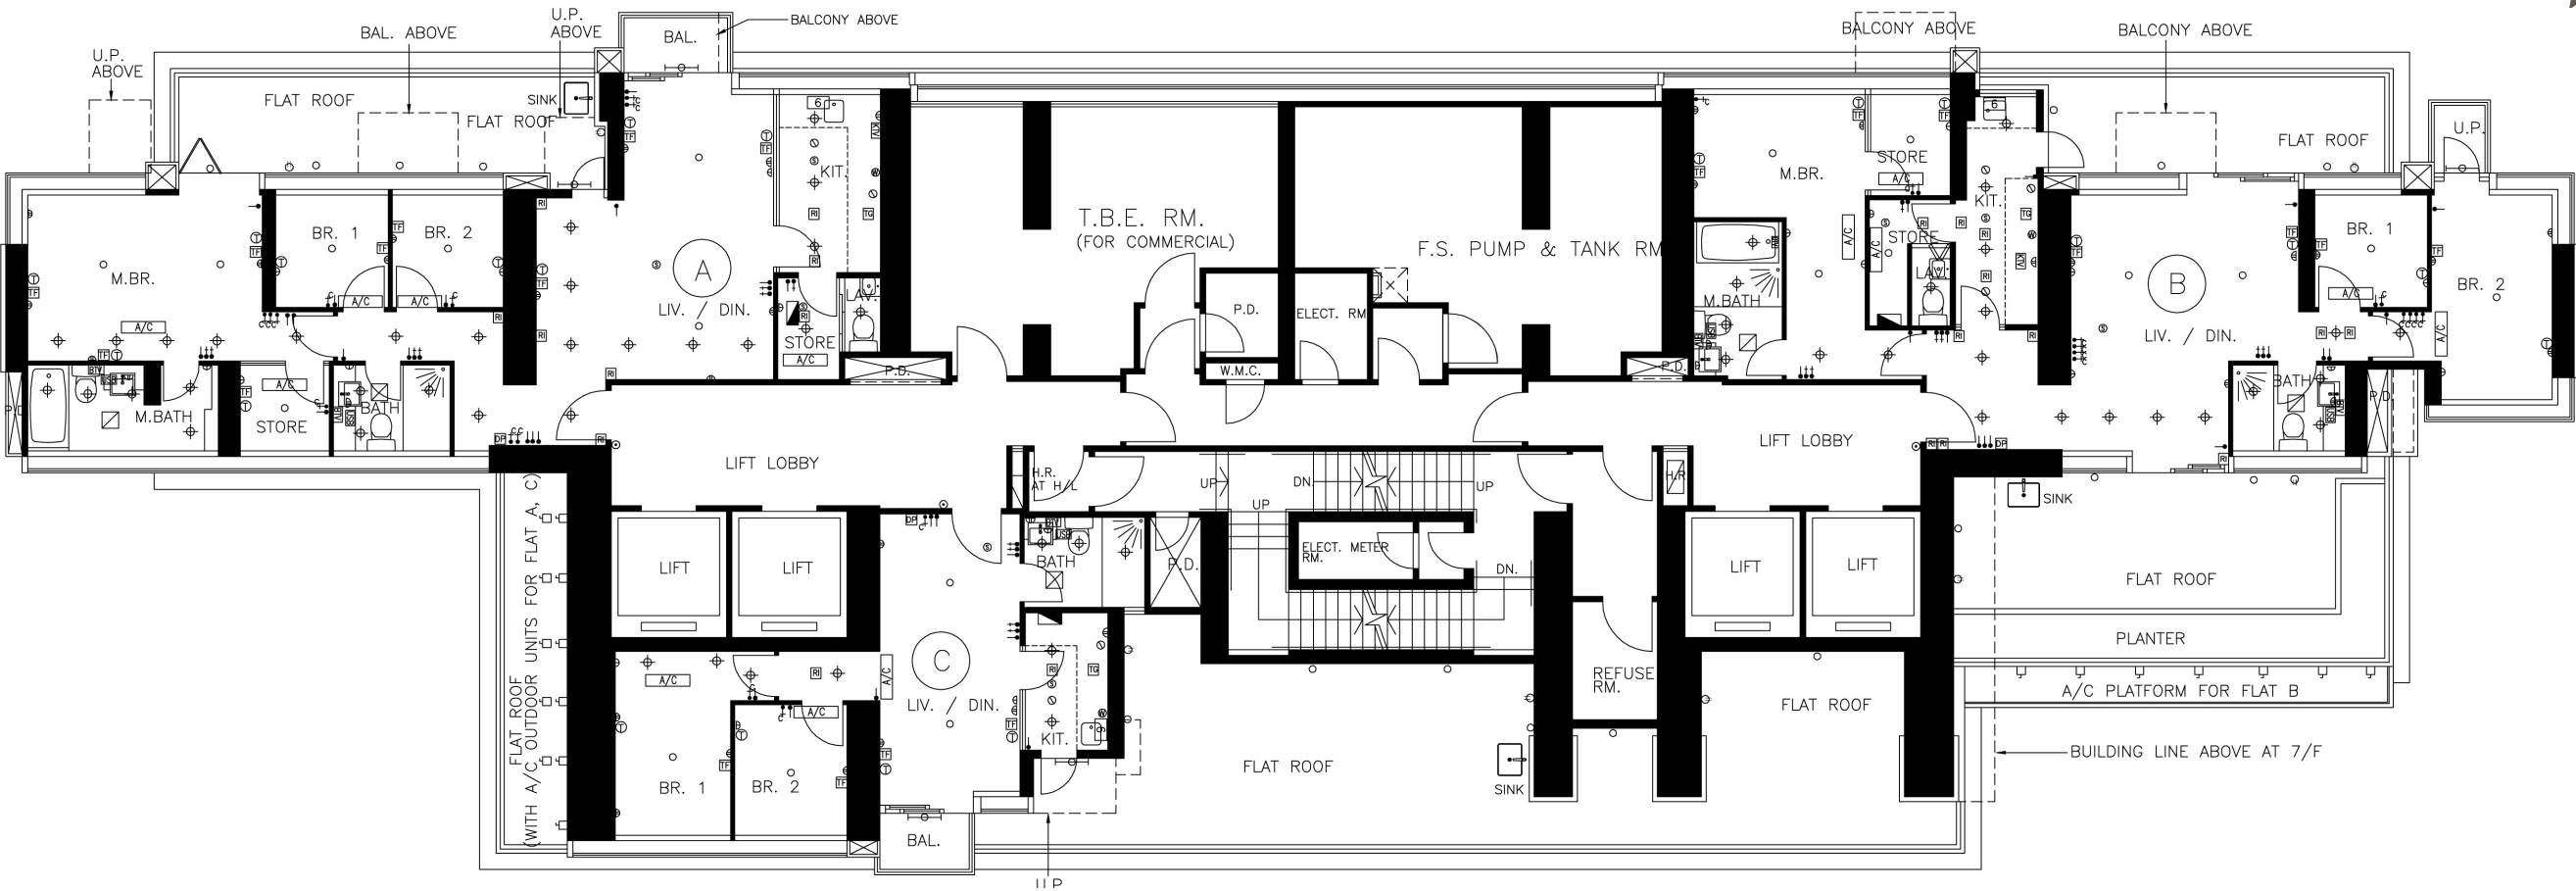 U.P.
ABOVE
BAL. ABOVE
U.P.
ABOVE
BAL.
BALCONY ABOVE
BALCONY ABOVE
BALCONY ABOVE
FLAT ROOF
FLAT ROOF
SINK
FLAT ROOF
U.P.
M.BR.
BR. 1
BR. 2
A
LIV. / DIN.
KIT.
STORE
LAV.
T.B.E. RM.
(FOR COMMERCIAL)
F.S. PUMP & TANK RM
P.D.
ELECT. RM
W.M.C.
P.D.
P.D.
M.BR.
STORE
STORE
LAV.
KIT.
M.BATH
B
LIV. / DIN.
BR. 1
BR. 2
M.BATH
STORE
BATH
BATH
P.D.
LIFT LOBBY
LIFT LOBBY
H.R.
AT H/L
H.R
UP
DN
UP
UP
ELECT. METER
RM.
DN.
LIFT
LIFT
BATH
P.D.
LIFT
LIFT
SINK
FLAT ROOF
PLANTER
A/C PLATFORM FOR FLAT B
BUILDING LINE ABOVE AT 7/F
FLAT ROOF
(WITH A/C OUTDOOR UNITS FOR FLAT A, C)
C
LIV. / DIN.
KIT.
BR. 1
BR. 2
BAL.
U.P.
FLAT ROOF
SINK
REFUSE
RM.
FLAT ROOF
A/C
A/C
A/C
A/C
A/C
A/C
A/C
A/C
A/C
A/C
A/C
A/C
A/C